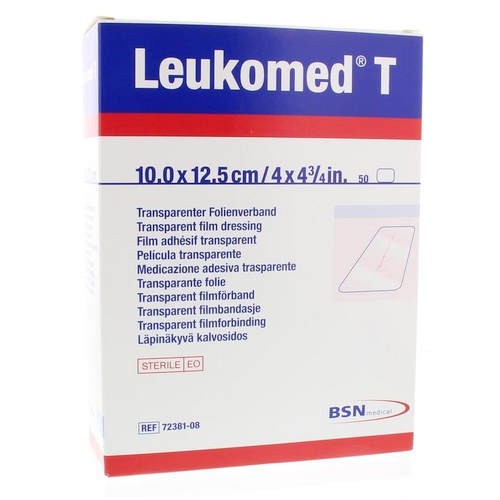 Leukomed® T
10.0 x 12.5 cm/4 x 4¾ in. 50
Transparenter Folienverband
Transparent film dressing
Film adhésif transparent
Película transparente
Medicazione adesiva trasparente
Transparante folie
Transparent filmförband
Transparent filmbandasje
Transparent filmforbinding
Läpinäkyvä kalvosidos
STERILE EO
REF 72381-08
BSN medical